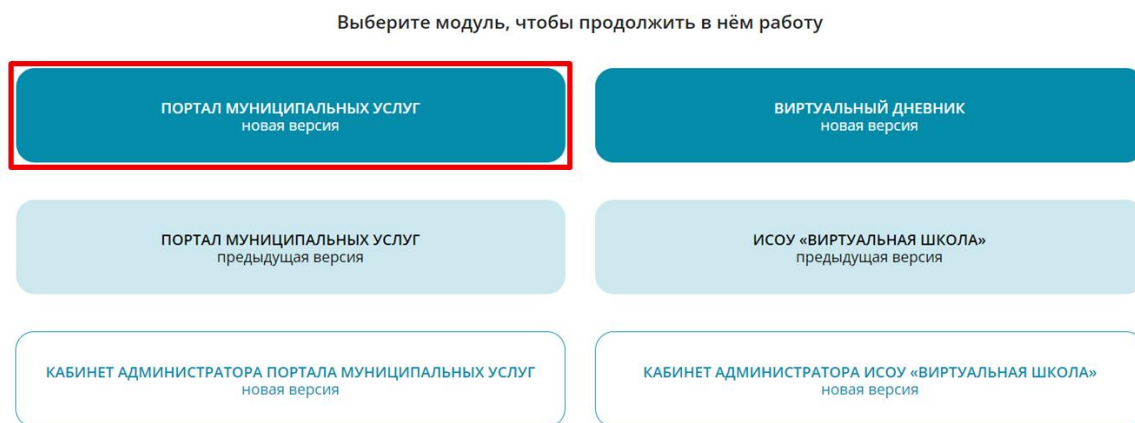 Выберите модуль, чтобы продолжить в нём работу
ПОРТАЛ МУНИЦИПАЛЬНЫХ УСЛУГ
новая версия
ВИРТУАЛЬНЫЙ ДНЕВНИК
новая версия
ПОРТАЛ МУНИЦИПАЛЬНЫХ УСЛУГ
предыдущая версия
ИСОУ «ВИРТУАЛЬНАЯ ШКОЛА»
предыдущая версия
КАБИНЕТ АДМИНИСТРАТОРА ПОРТАЛА МУНИЦИПАЛЬНЫХ УСЛУГ
новая версия
КАБИНЕТ АДМИНИСТРАТОРА ИСОУ «ВИРТУАЛЬНАЯ ШКОЛА»
новая версия